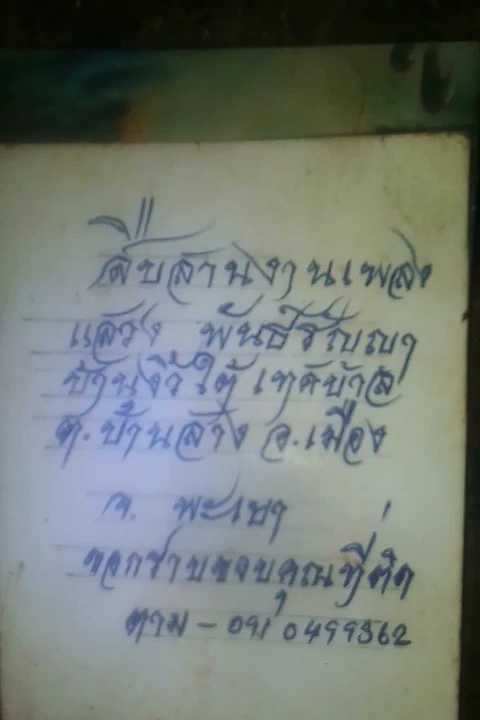 สืบสานงานเพลง
แล้วง พันธ์รัญญา
บ้านงิ้วใต้ เทศบ้าล
ต.บ้านส้าง อ.เมือง
จ. พะเยา
ขอกราบขอบคุณที่ติด
ตาม - 091 0499362